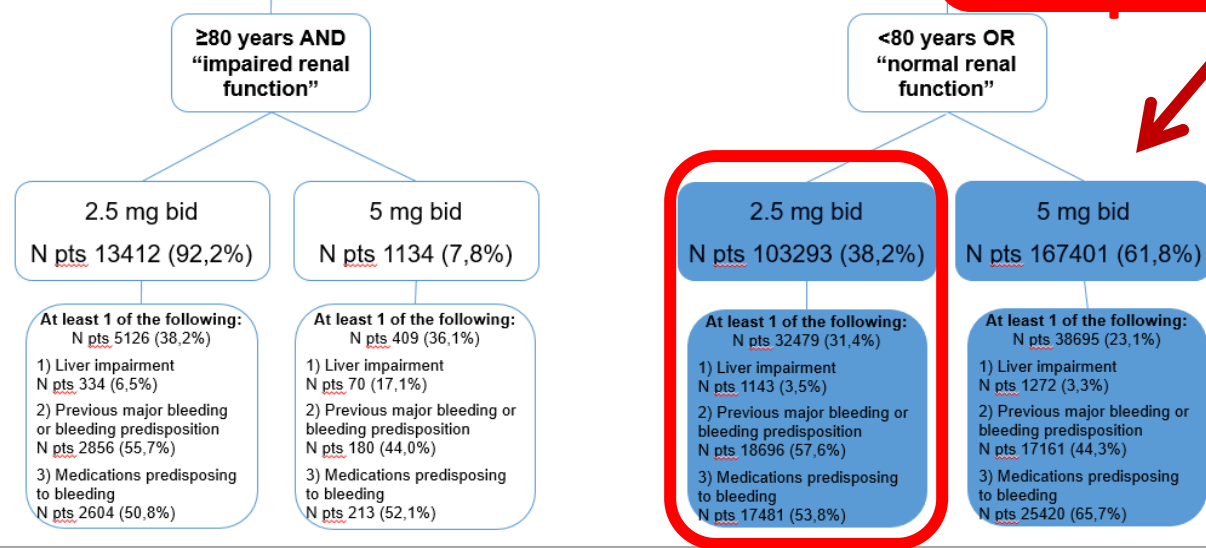 ≥80 years AND
“impaired renal
function”
<80 years OR
“normal renal
function”
2.5 mg bid
N pts 13412 (92,2%)
5 mg bid
N pts 1134 (7,8%)
2.5 mg bid
N pts 103293 (38,2%)
5 mg bid
N pts 167401 (61,8%)
At least 1 of the following:
N pts 5126 (38,2%)
1) Liver impairment
N pts 334 (6,5%)
2) Previous major bleeding
or bleeding predisposition
N pts 2856 (55,7%)
3) Medications predisposing
to bleeding
N pts 2604 (50,8%)
At least 1 of the following:
N pts 409 (36,1%)
1) Liver impairment
N pts 70 (17,1%)
2) Previous major bleeding or
bleeding predisposition
N pts 180 (44,0%)
3) Medications predisposing
to bleeding
N pts 213 (52,1%)
At least 1 of the following:
N pts 32479 (31,4%)
1) Liver impairment
N pts 1143 (3,5%)
2) Previous major bleeding or
bleeding predisposition
N pts 18696 (57,6%)
3) Medications predisposing
to bleeding
N pts 17481 (53,8%)
At least 1 of the following:
N pts 38695 (23,1%)
1) Liver impairment
N pts 1272 (3,3%)
2) Previous major bleeding or
bleeding predisposition
N pts 17161 (44,3%)
3) Medications predisposing
to bleeding
N pts 25420 (65,7%)